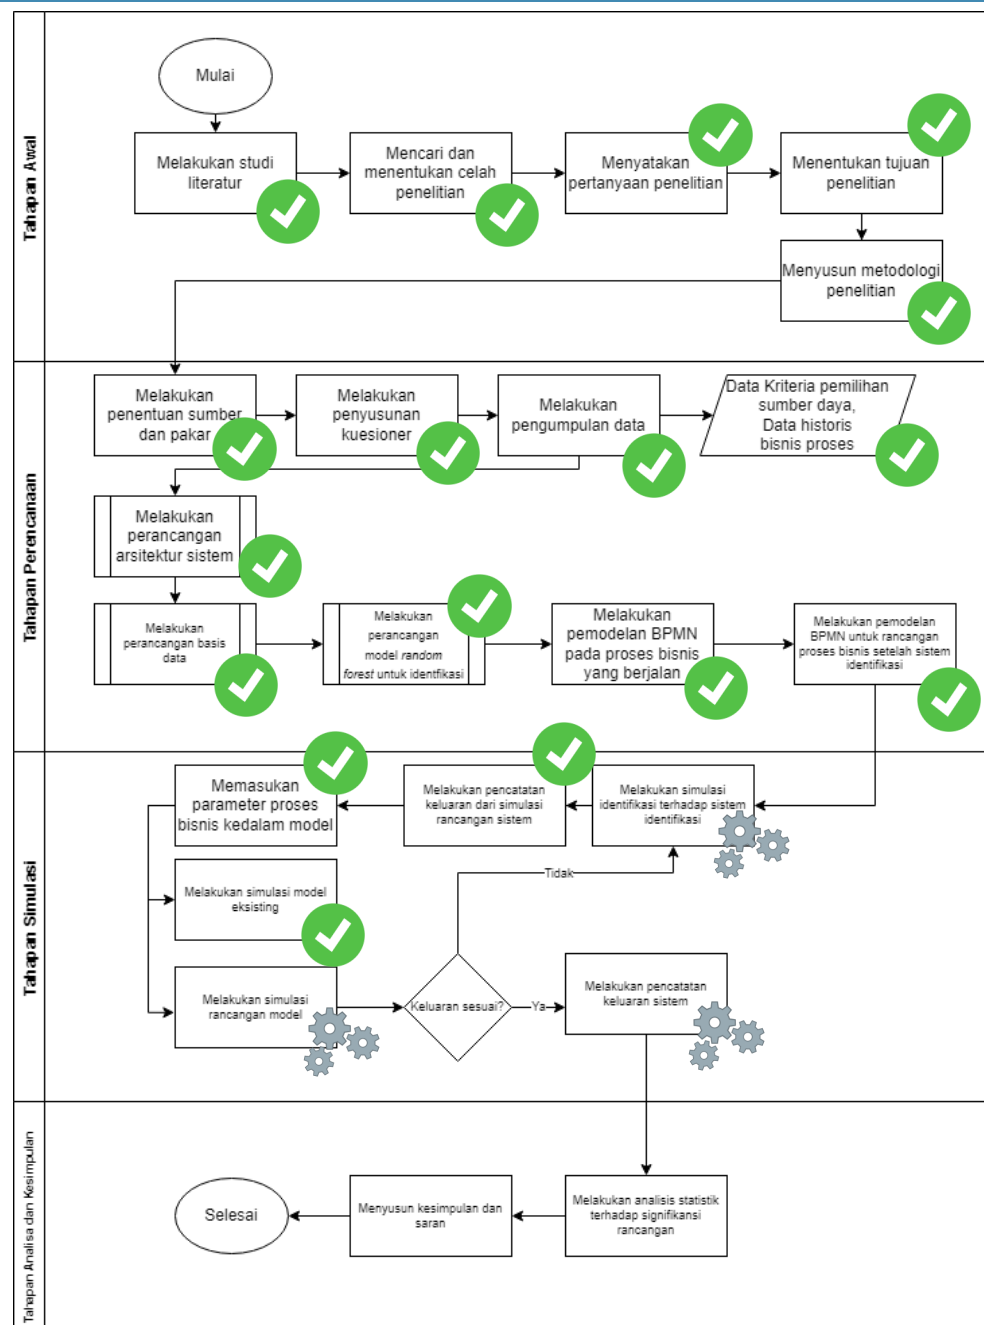 Tahapan Awal
Mulai
Melakukan studi
literatur
Mencari dan
menentukan celah
penelitian
Menyatakan
pertanyaan penelitian
Menentukan tujuan
penelitian
Menyusun metodologi
penelitian
Tahapan Perencanaan
Melakukan
penentuan sumber
dan pakar
Melakukan
penyusunan
kuesioner
Melakukan
pengumpulan data
Data Kriteria pemilihan
sumber daya,
Data historis
bisnis proses
Melakukan
perancangan
arsitektur sistem
Melakukan
perancangan basis
data
Melakukan
perancangan
model random
forest untuk identfikasi
Melakukan
pemodelan BPMN
pada proses bisnis
yang berjalan
Melakukan pemodelan
BPMN untuk rancangan
proses bisnis setelah sistem
identifikasi
Tahapan Simulasi
Memasukan
parameter proses
bisnis kedalam model
Melakukan pencatatan
keluaran dari simulasi
rancangan sistem
Melakukan simulasi
identifikasi terhadap sistem
identifikasi
Tidak
Melakukan simulasi model
eksisting
Melakukan simulasi
rancangan model
Keluaran sesuai?
Ya
Melakukan pencatatan
keluaran sistem
Tahapan Analisa dan Kesimpulan
Selesai
Menyusun kesimpulan dan
saran
Melakukan analisis statistik
terhadap signifikansi
rancangan